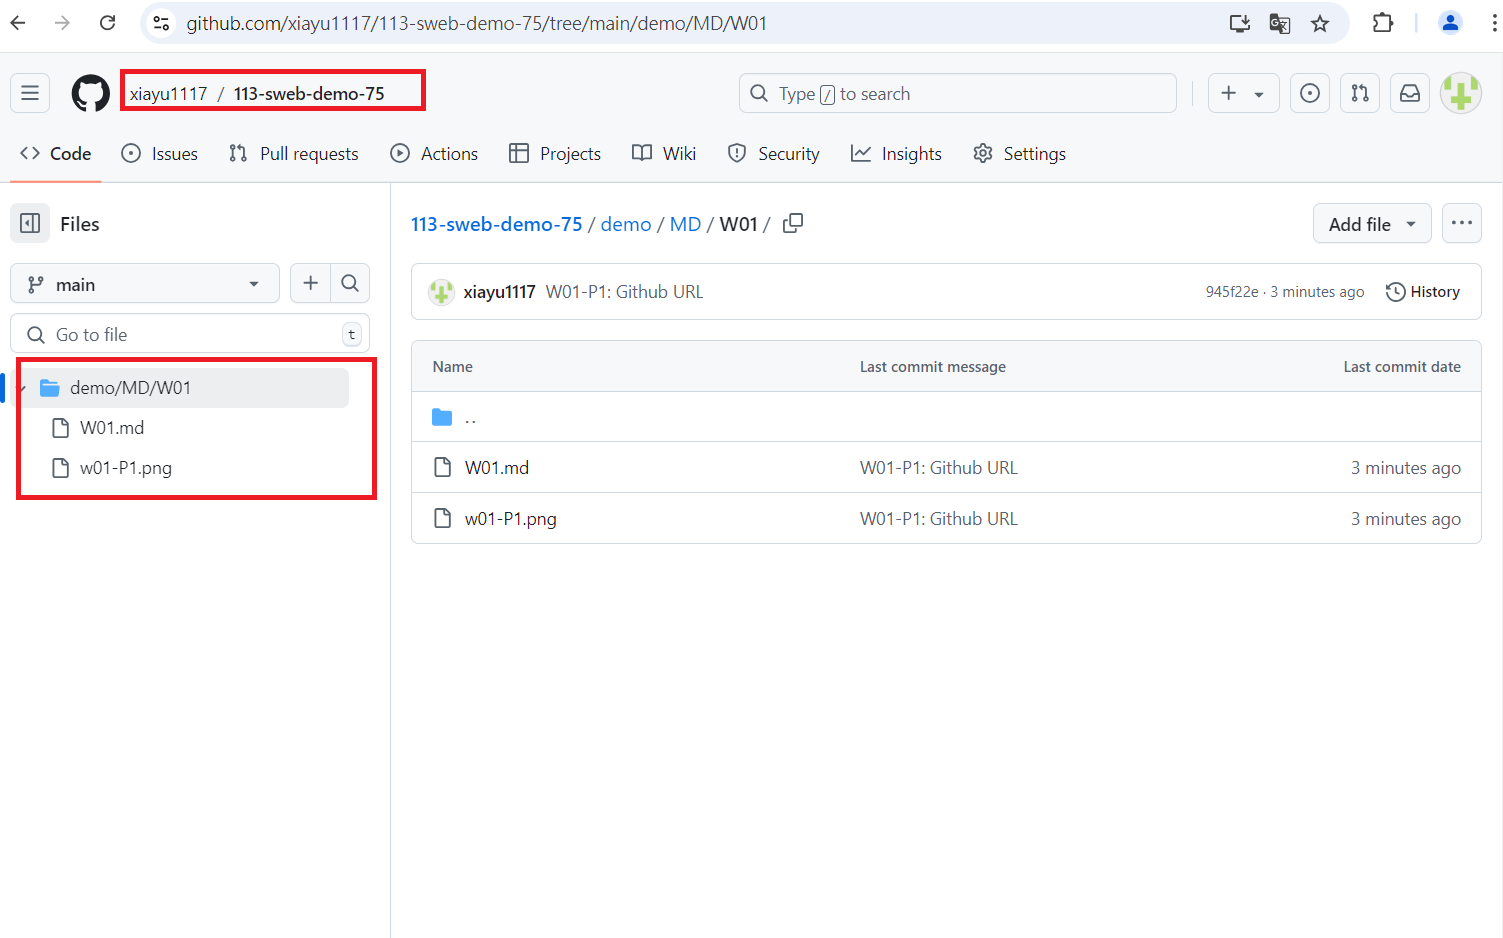 github.com/xiayu1117/113-sweb-demo-75/tree/main/demo/MD/W01
xiayu1117 / 113-sweb-demo-75
Type / to search
Code Issues Pull requests Actions Projects Wiki Security Insights Settings
Files
main
Go to file t
demo/MD/W01
W01.md
w01-P1.png
113-sweb-demo-75 / demo / MD / W01 /
Add file
xiayu1117 W01-P1: Github URL 945f22e · 3 minutes ago History
Name Last commit message Last commit date
..
W01.md W01-P1: Github URL 3 minutes ago
w01-P1.png W01-P1: Github URL 3 minutes ago